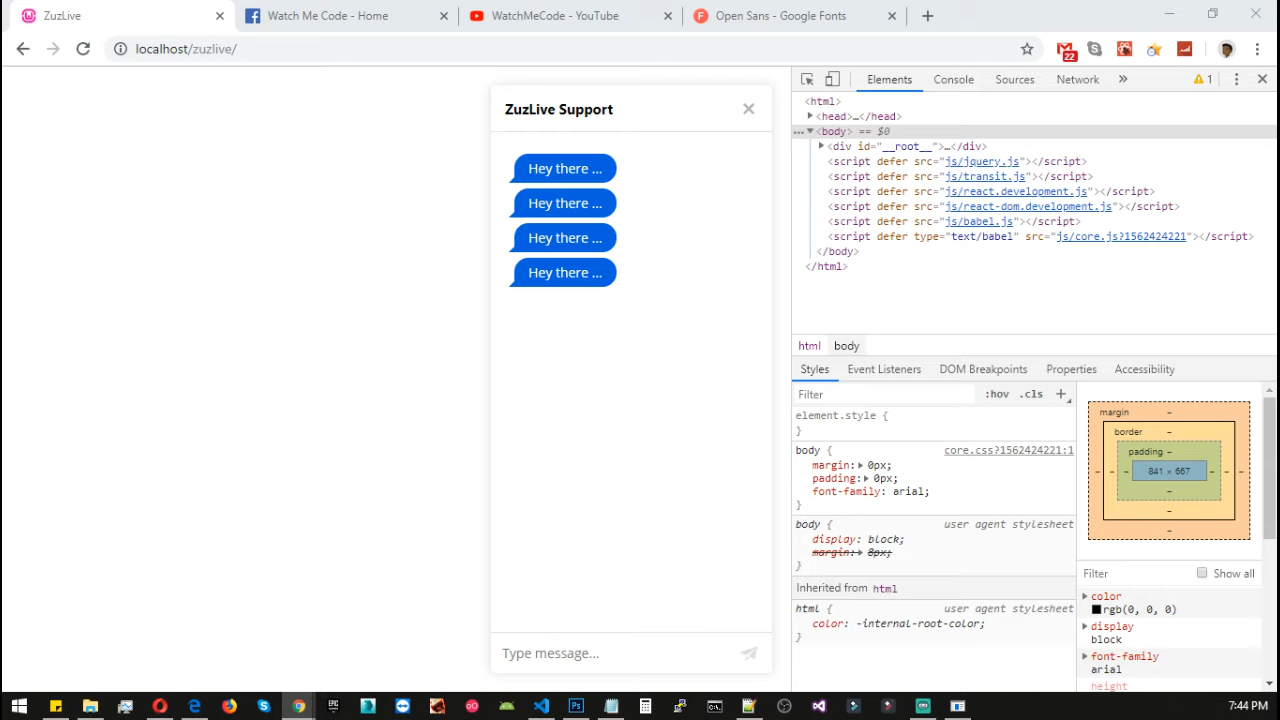 ZuzLive
Watch Me Code - Home
WatchMeCode - YouTube
Open Sans - Google Fonts
localhost/zuzlive/
22
ZuzLive Support
Hey there ...
Hey there ...
Hey there ...
Hey there ...
Type message...
Elements Console Sources Network » 1
<html>
<head>…</head>
<body> == $0
<div id="__root__">…</div>
<script defer src="js/jquery.js"></script>
<script defer src="js/transit.js"></script>
<script defer src="js/react.development.js"></script>
<script defer src="js/react-dom.development.js"></script>
<script defer src="js/babel.js"></script>
<script defer type="text/babel" src="js/core.js?1562424221"></script>
</body>
</html>
html body
Styles Event Listeners DOM Breakpoints Properties Accessibility
Filter :hov .cls +
element.style {
}
body { core.css?1562424221:1
margin: 0px;
padding: 0px;
font-family: arial;
}
body { user agent stylesheet
display: block;
margin: 8px;
}
Inherited from html
html { user agent stylesheet
color: -internal-root-color;
}
margin -
border -
padding -
- - - 841 × 667 - - -
-
-
-
Filter Show all
color
rgb(0, 0, 0)
display
block
font-family
arial
height
7:44 PM